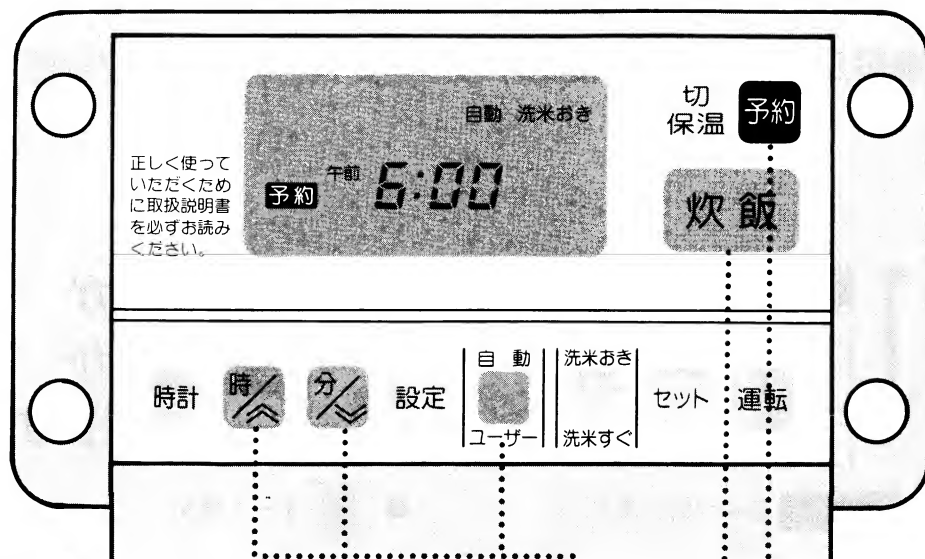 自動 洗米おき
予約 午前 6:00
正しく使って
いただくため
に取扱説明書
を必ずお読み
ください。
切
保温
予約
炊飯
時計
時/
分/
設定
自動
ユーザー
洗米おき
洗米すぐ
セット
運転